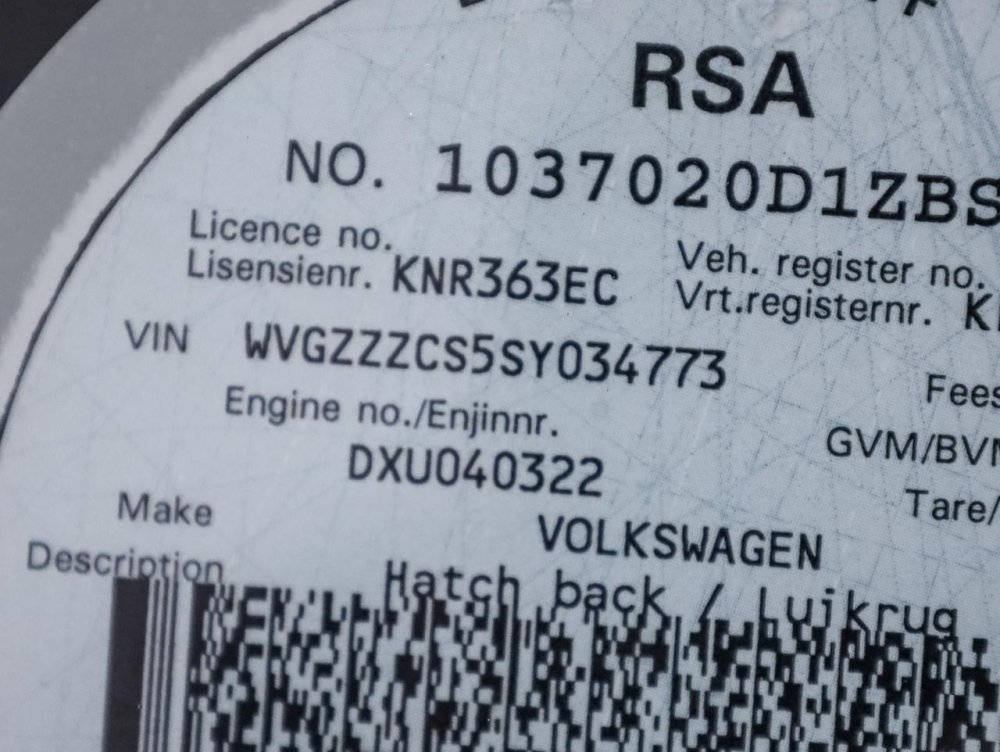 RSA
NO. 1037020D1ZBS
Licence no.
Lisensienr. KNR363EC
Veh. register no.
Vrt.registernr.
VIN WVGZZZCS5SY034773
Fees
Engine no./Enjinnr.
GVM/BVM
DXU040322
Tare/
Make VOLKSWAGEN
Description Hatch back / Luikrug